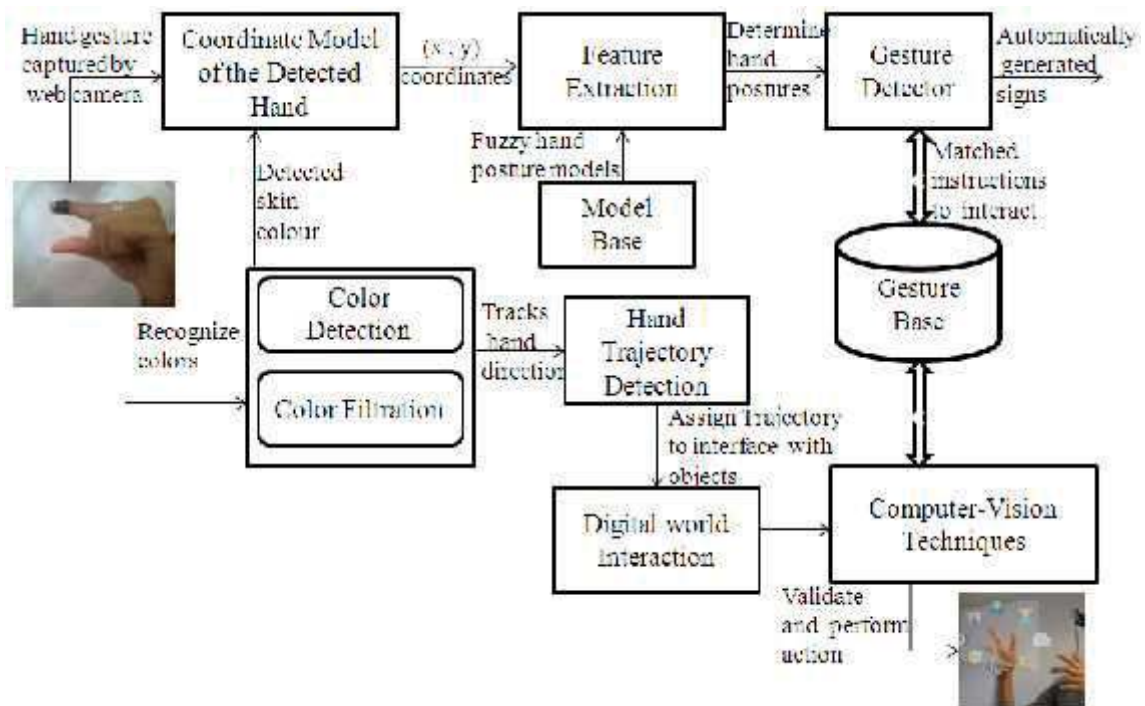 Hand gesture
captured by
web camera
Coordinate Model
of the Detected
Hand
(x , y)
coordinates
Feature
Extraction
Determine
hand
postures
Gesture
Detector
Automatically
generated
signs
Detected
skin
colour
Fuzzy hand
posture models
Model
Base
Matched
instructions
to interact
Gesture
Base
Recognize
colors
Color
Detection
Color Filtration
Tracks
hand
direction
Hand
Trajectory
Detection
Assign Trajectory
to interface with
objects
Digital world
Interaction
Computer-Vision
Techniques
Validate
and perform
action